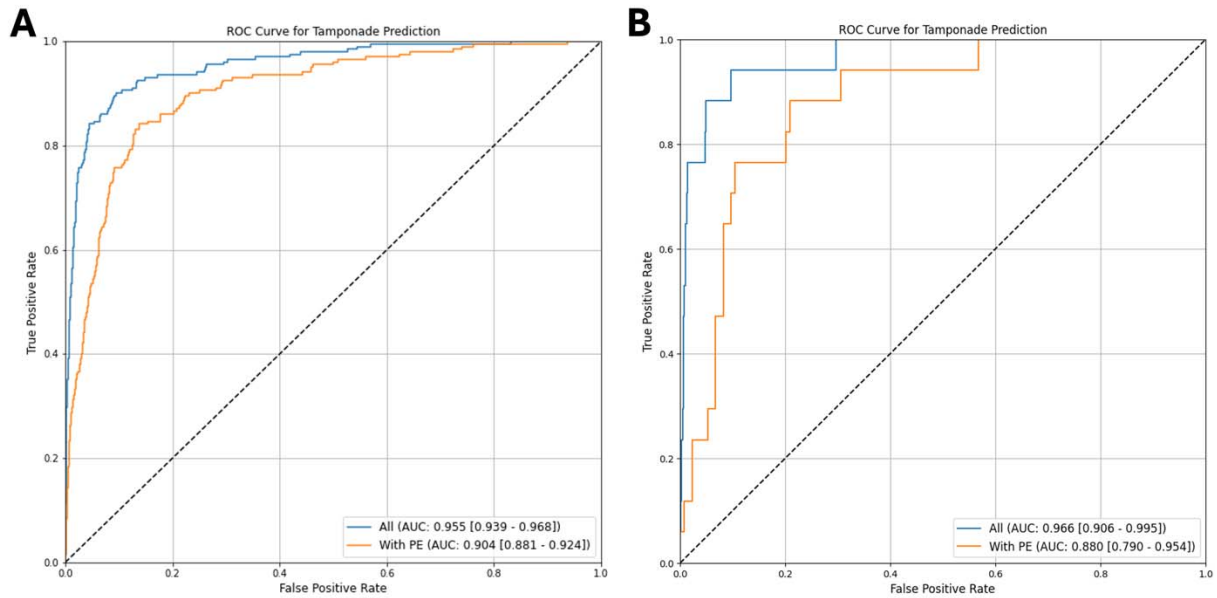 A
ROC Curve for Tamponade Prediction
1.0
0.8
0.6
0.4
0.2
0.0
True Positive Rate
0.0 0.2 0.4 0.6 0.8 1.0
False Positive Rate
All (AUC: 0.955 [0.939 - 0.968])
With PE (AUC: 0.904 [0.881 - 0.924])
B
ROC Curve for Tamponade Prediction
1.0
0.8
0.6
0.4
0.2
0.0
True Positive Rate
0.0 0.2 0.4 0.6 0.8 1.0
False Positive Rate
All (AUC: 0.966 [0.906 - 0.995])
With PE (AUC: 0.880 [0.790 - 0.954])